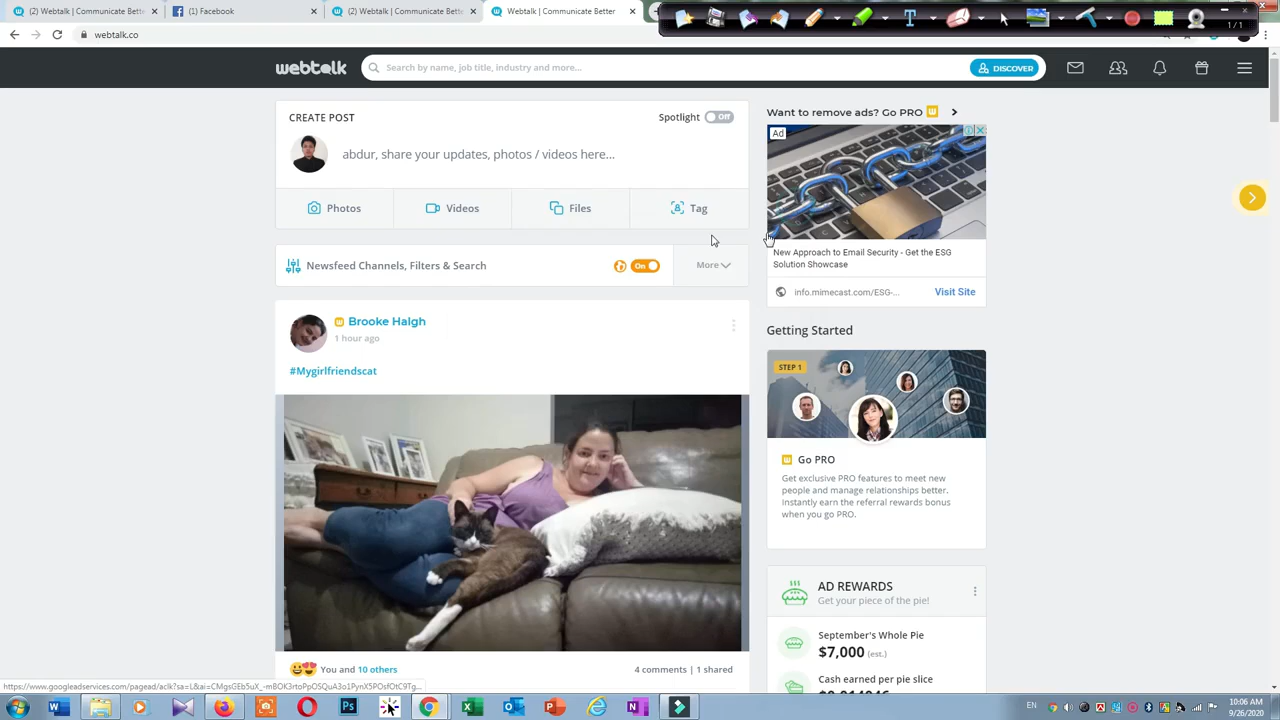 (2) Webtalk | Communicate Better
(1) Facebook
(2) Webtalk | Communicate Better
Webtalk | Communicate Better
1 / 1
webtalk.co
webtalk
Search by name, job title, industry and more...
DISCOVER
CREATE POST
Spotlight
Off
abdur, share your updates, photos / videos here...
Photos
Videos
Files
Tag
Newsfeed Channels, Filters & Search
On
More
Brooke Halgh
1 hour ago
#Mygirlfriendscat
You and 10 others
4 comments | 1 shared
Want to remove ads? Go PRO
Ad
New Approach to Email Security - Get the ESG
Solution Showcase
info.mimecast.com/ESG-...
Visit Site
Getting Started
STEP 1
Go PRO
Get exclusive PRO features to meet new
people and manage relationships better.
Instantly earn the referral rewards bonus
when you go PRO.
AD REWARDS
Get your piece of the pie!
September's Whole Pie
$7,000 (est.)
Cash earned per pie slice
EN
10:06 AM
9/26/2020